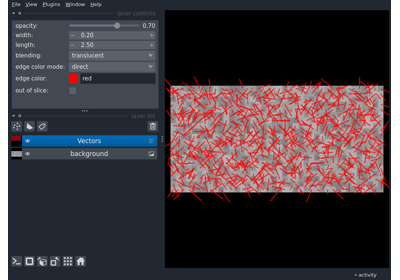 File View Plugins Window Help
layer controls
opacity: 0.70
width: 0.20
length: 2.50
blending: translucent
edge color mode: direct
edge color: red
out of slice:
layer list
Vectors
background
activity